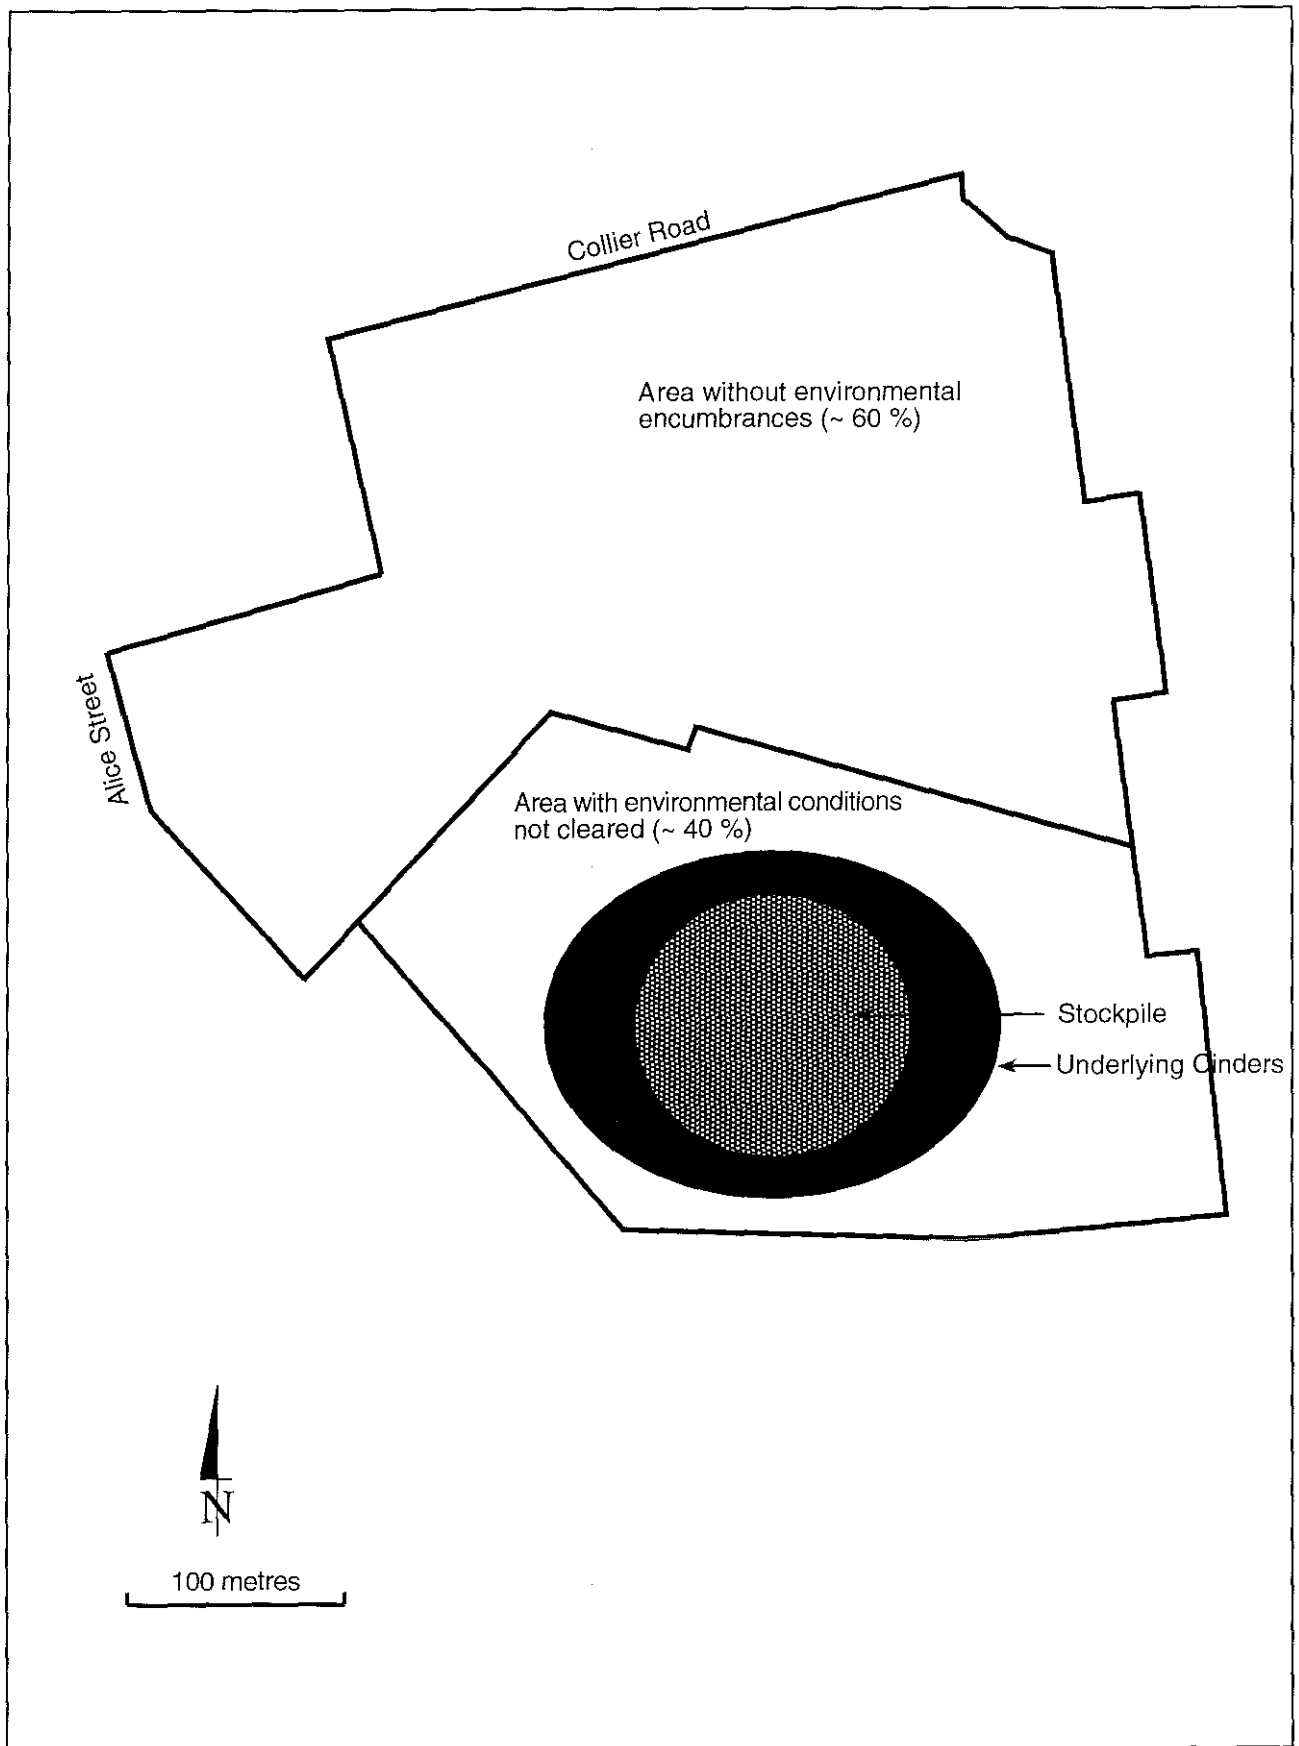 Collier Road
Area without environmental
encumbrances (~ 60 %)
Alice Street
Area with environmental conditions
not cleared (~ 40 %)
Stockpile
Underlying Cinders
N
100 metres